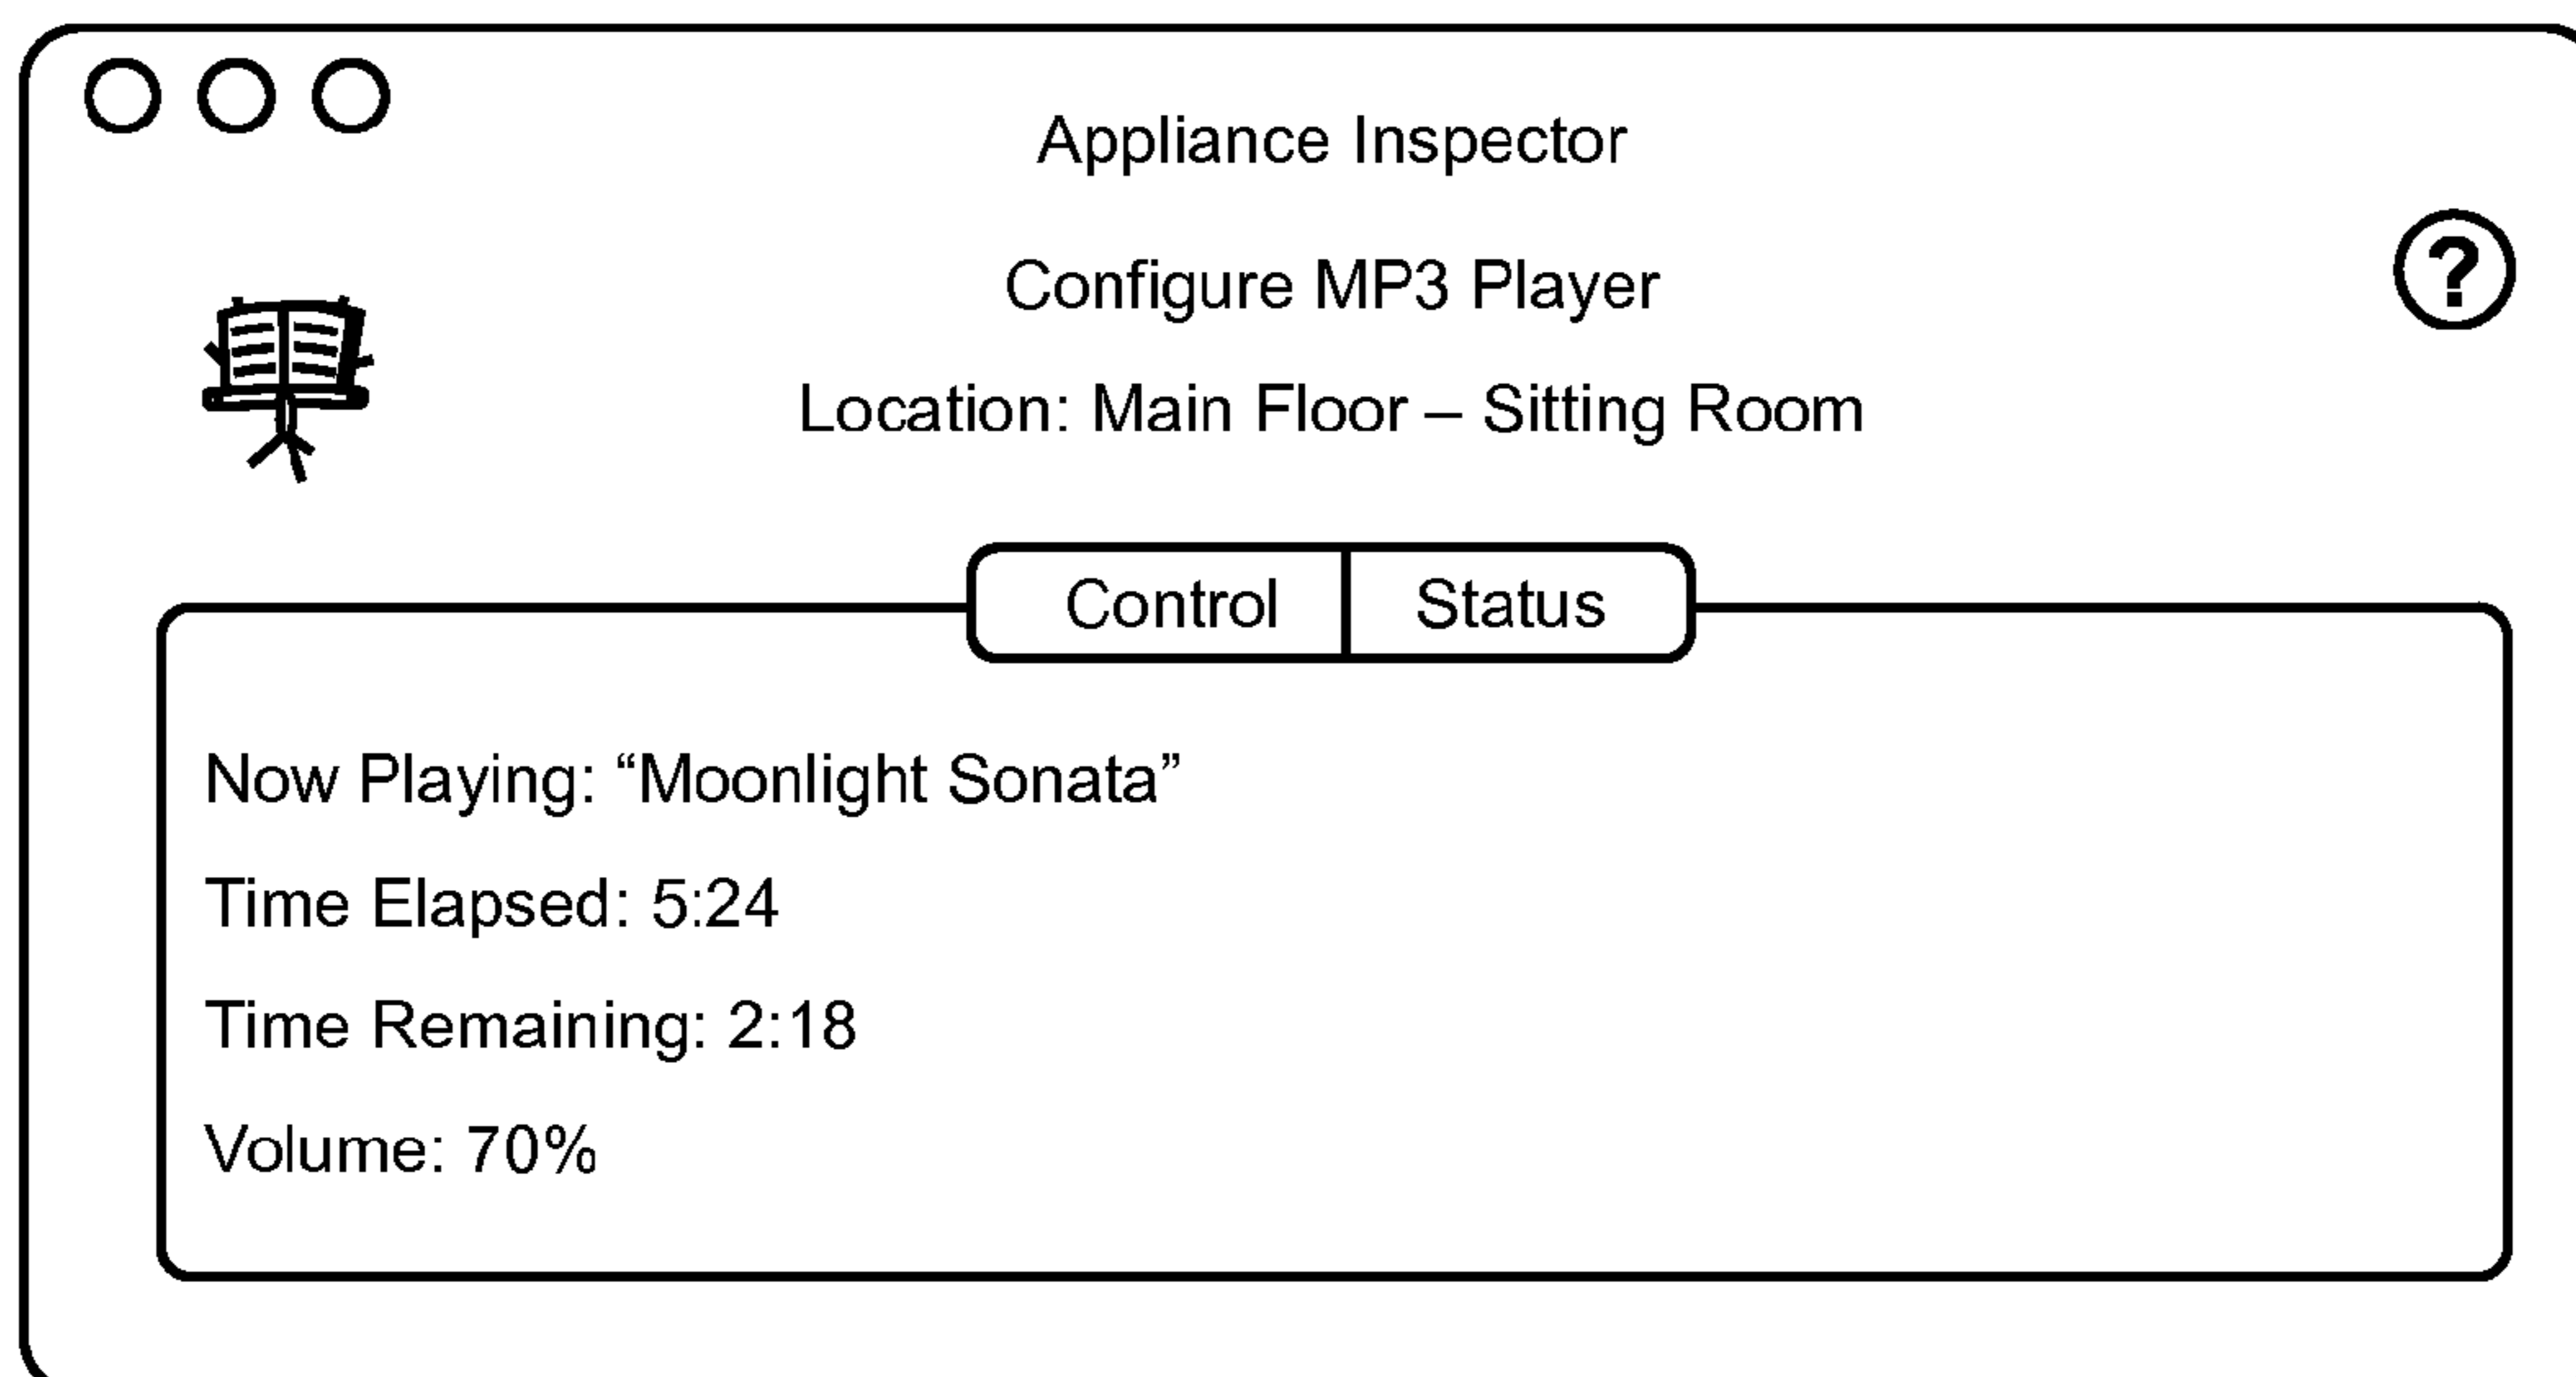 Appliance Inspector
?
Configure MP3 Player
Location: Main Floor – Sitting Room
Control Status
Now Playing: “Moonlight Sonata”
Time Elapsed: 5:24
Time Remaining: 2:18
Volume: 70%